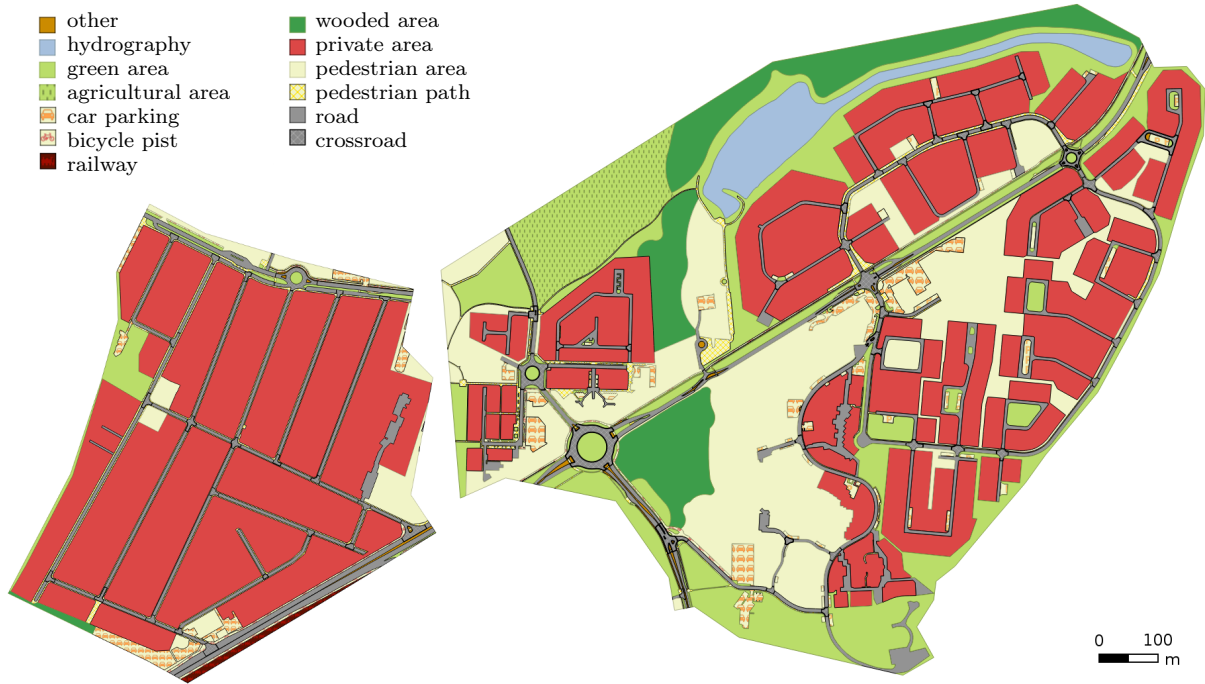 other
hydrography
green area
agricultural area
car parking
bicycle pist
railway
wooded area
private area
pedestrian area
pedestrian path
road
crossroad
0 100
m